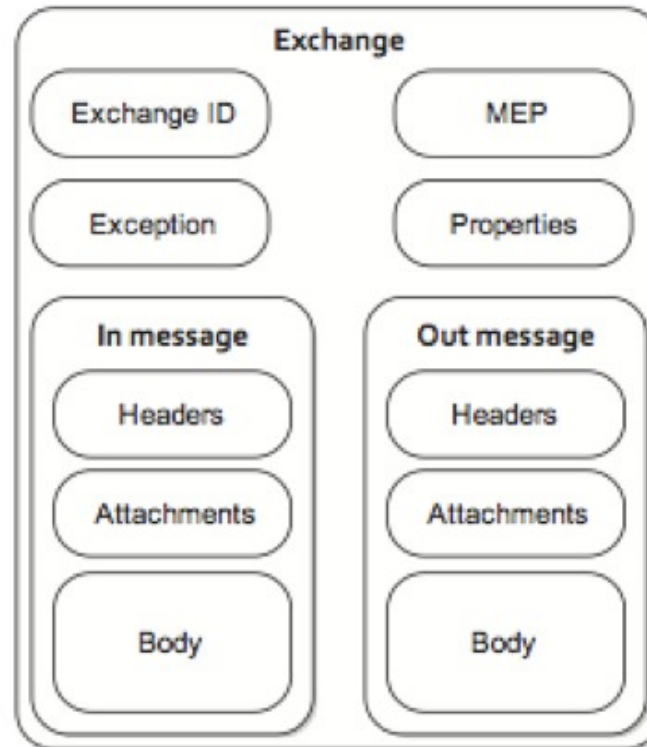 Exchange
Exchange ID
MEP
Exception
Properties
In message
Headers
Attachments
Body
Out message
Headers
Attachments
Body